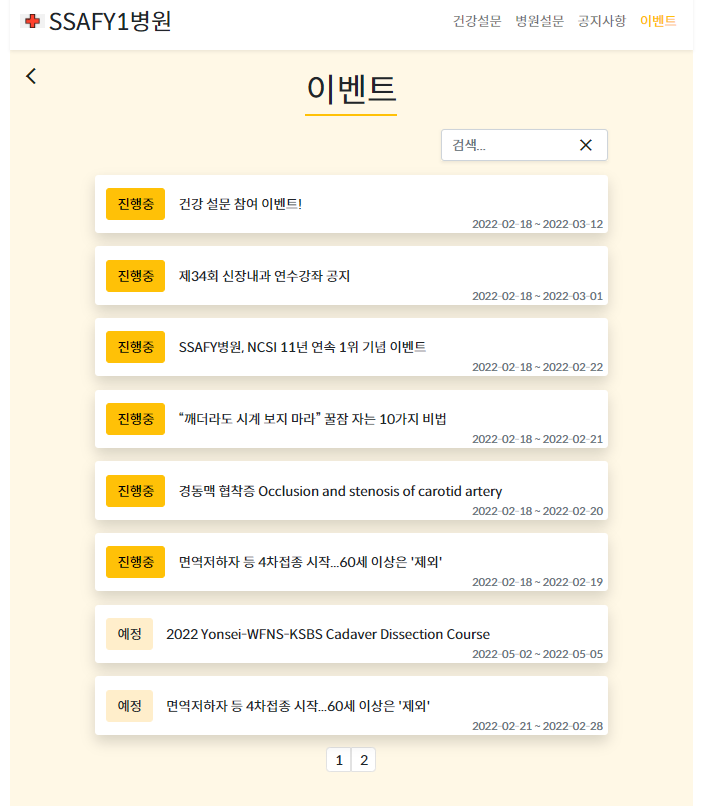 SSAFY1병원
건강설문 병원설문 공지사항 이벤트
이벤트
검색...
진행중 건강 설문 참여 이벤트!
2022-02-18 ~ 2022-03-12
진행중 제34회 신장내과 연수강좌 공지
2022-02-18 ~ 2022-03-01
진행중 SSAFY병원, NCSI 11년 연속 1위 기념 이벤트
2022-02-18 ~ 2022-02-22
진행중 “깨더라도 시계 보지 마라” 꿀잠 자는 10가지 비법
2022-02-18 ~ 2022-02-21
진행중 경동맥 협착증 Occlusion and stenosis of carotid artery
2022-02-18 ~ 2022-02-20
진행중 면역저하자 등 4차접종 시작...60세 이상은 '제외'
2022-02-18 ~ 2022-02-19
예정 2022 Yonsei-WFNS-KSBS Cadaver Dissection Course
2022-05-02 ~ 2022-05-05
예정 면역저하자 등 4차접종 시작...60세 이상은 '제외'
2022-02-21 ~ 2022-02-28
1 2